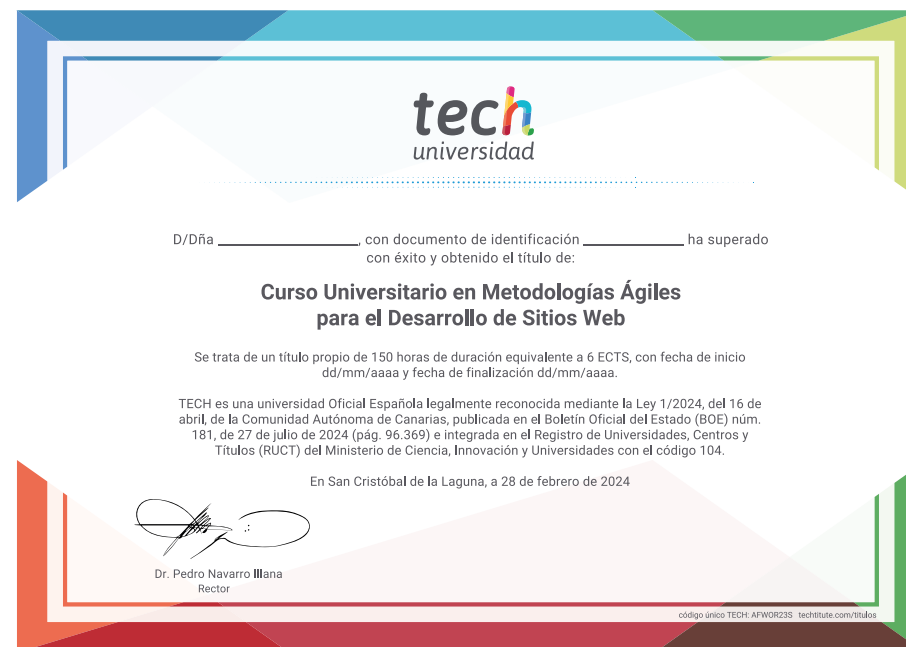 tech
universidad
D/Dña ____________________, con documento de identificación ______________ ha superado
con éxito y obtenido el título de:
Curso Universitario en Metodologías Ágiles
para el Desarrollo de Sitios Web
Se trata de un título propio de 150 horas de duración equivalente a 6 ECTS, con fecha de inicio
dd/mm/aaaa y fecha de finalización dd/mm/aaaa.
TECH es una universidad Oficial Española legalmente reconocida mediante la Ley 1/2024, del 16 de
abril, de la Comunidad Autónoma de Canarias, publicada en el Boletín Oficial del Estado (BOE) núm.
181, de 27 de julio de 2024 (pág. 96.369) e integrada en el Registro de Universidades, Centros y
Títulos (RUCT) del Ministerio de Ciencia, Innovación y Universidades con el código 104.
En San Cristóbal de la Laguna, a 28 de febrero de 2024
Dr. Pedro Navarro Illana
Rector
código único TECH: AFWOR23S techtitute.com/titulos